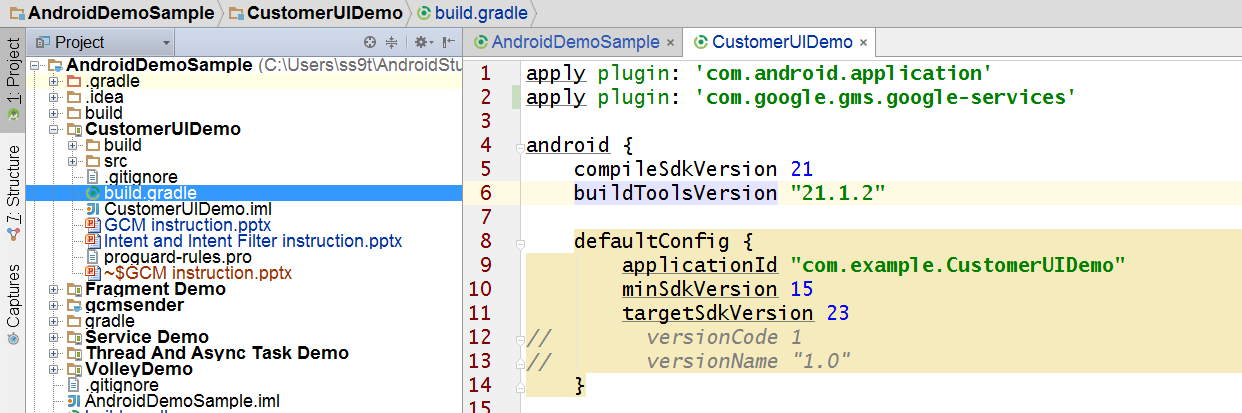 AndroidDemoSample CustomerUIDemo build.gradle
Project
AndroidDemoSample (C:\Users\ss9t\AndroidStu
.gradle
.idea
build
CustomerUIDemo
build
src
.gitignore
build.gradle
CustomerUIDemo.iml
GCM instruction.pptx
Intent and Intent Filter instruction.pptx
proguard-rules.pro
~$GCM instruction.pptx
Fragment Demo
gcmsender
gradle
Service Demo
Thread And Async Task Demo
VolleyDemo
.gitignore
AndroidDemoSample.iml
1: Project
7: Structure
Captures
AndroidDemoSample × CustomerUIDemo ×
1 apply plugin: 'com.android.application'
2 apply plugin: 'com.google.gms.google-services'
3
4 android {
5 compileSdkVersion 21
6 buildToolsVersion "21.1.2"
7
8 defaultConfig {
9 applicationId "com.example.CustomerUIDemo"
10 minSdkVersion 15
11 targetSdkVersion 23
12 // versionCode 1
13 // versionName "1.0"
14 }
15